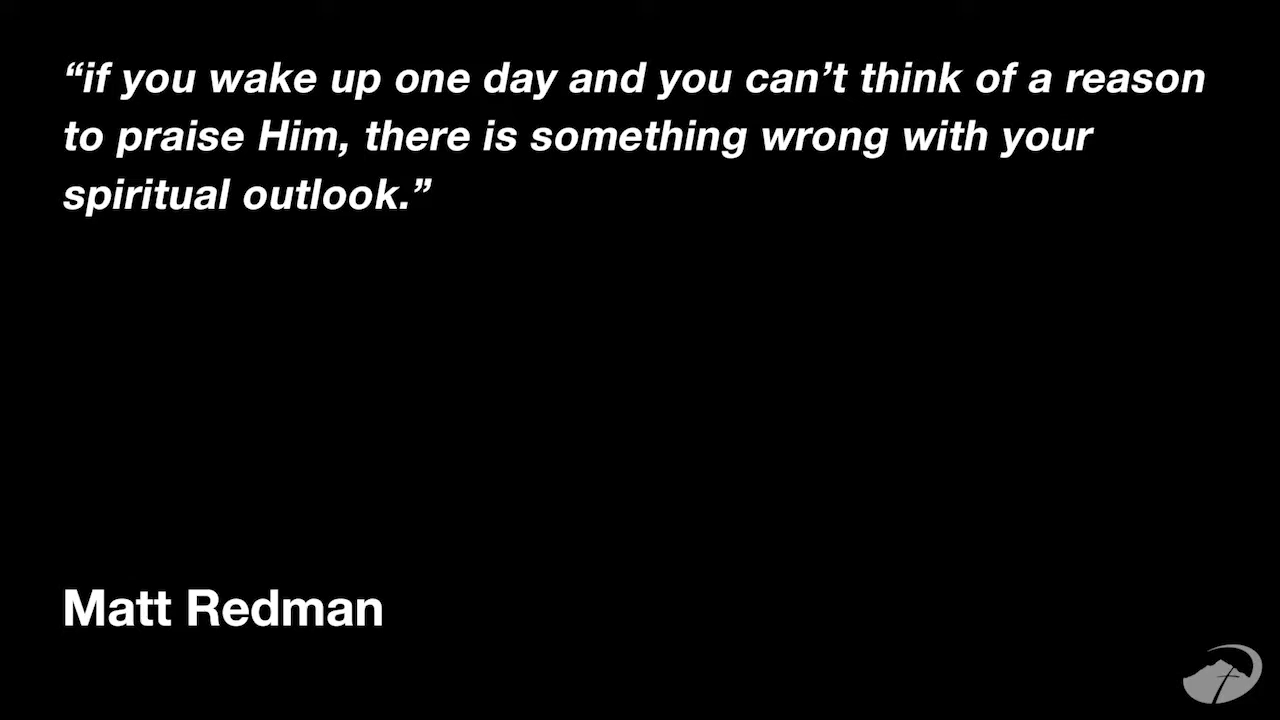 “if you wake up one day and you can’t think of a reason
to praise Him, there is something wrong with your
spiritual outlook.”
Matt Redman